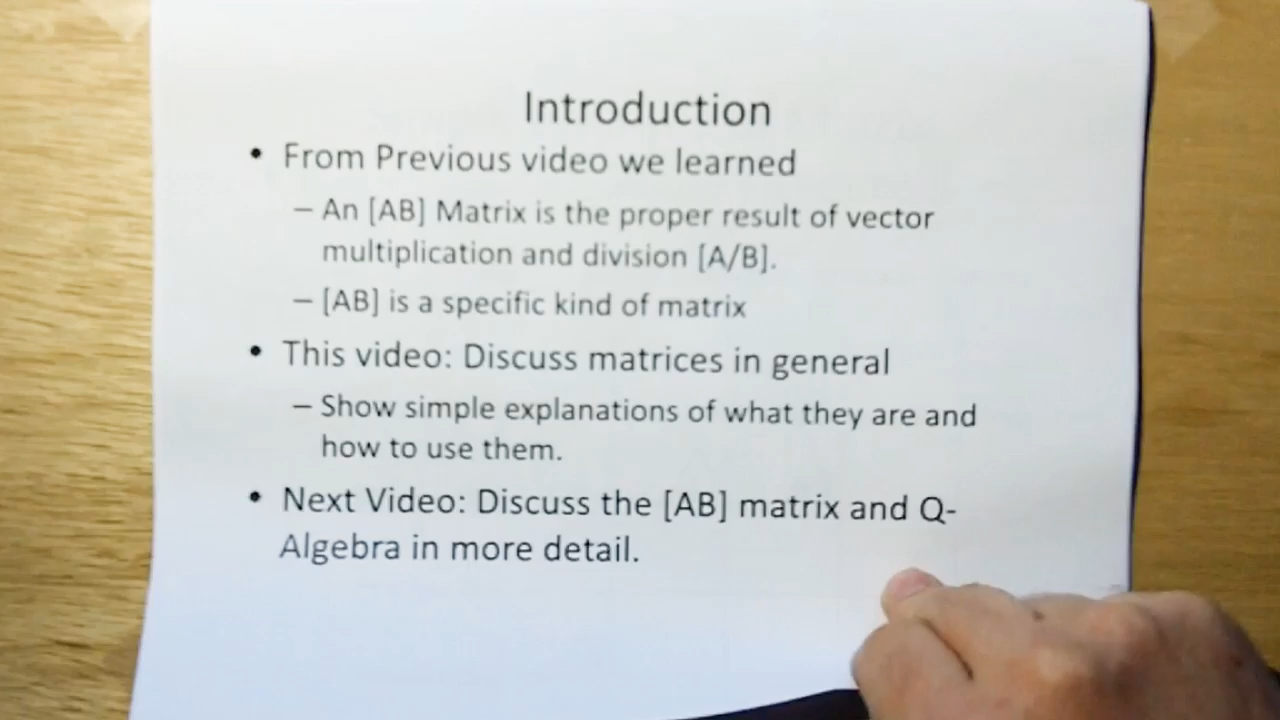 Introduction
• From Previous video we learned
– An [AB] Matrix is the proper result of vector
multiplication and division [A/B].
– [AB] is a specific kind of matrix
• This video: Discuss matrices in general
– Show simple explanations of what they are and
how to use them.
• Next Video: Discuss the [AB] matrix and Q-
Algebra in more detail.